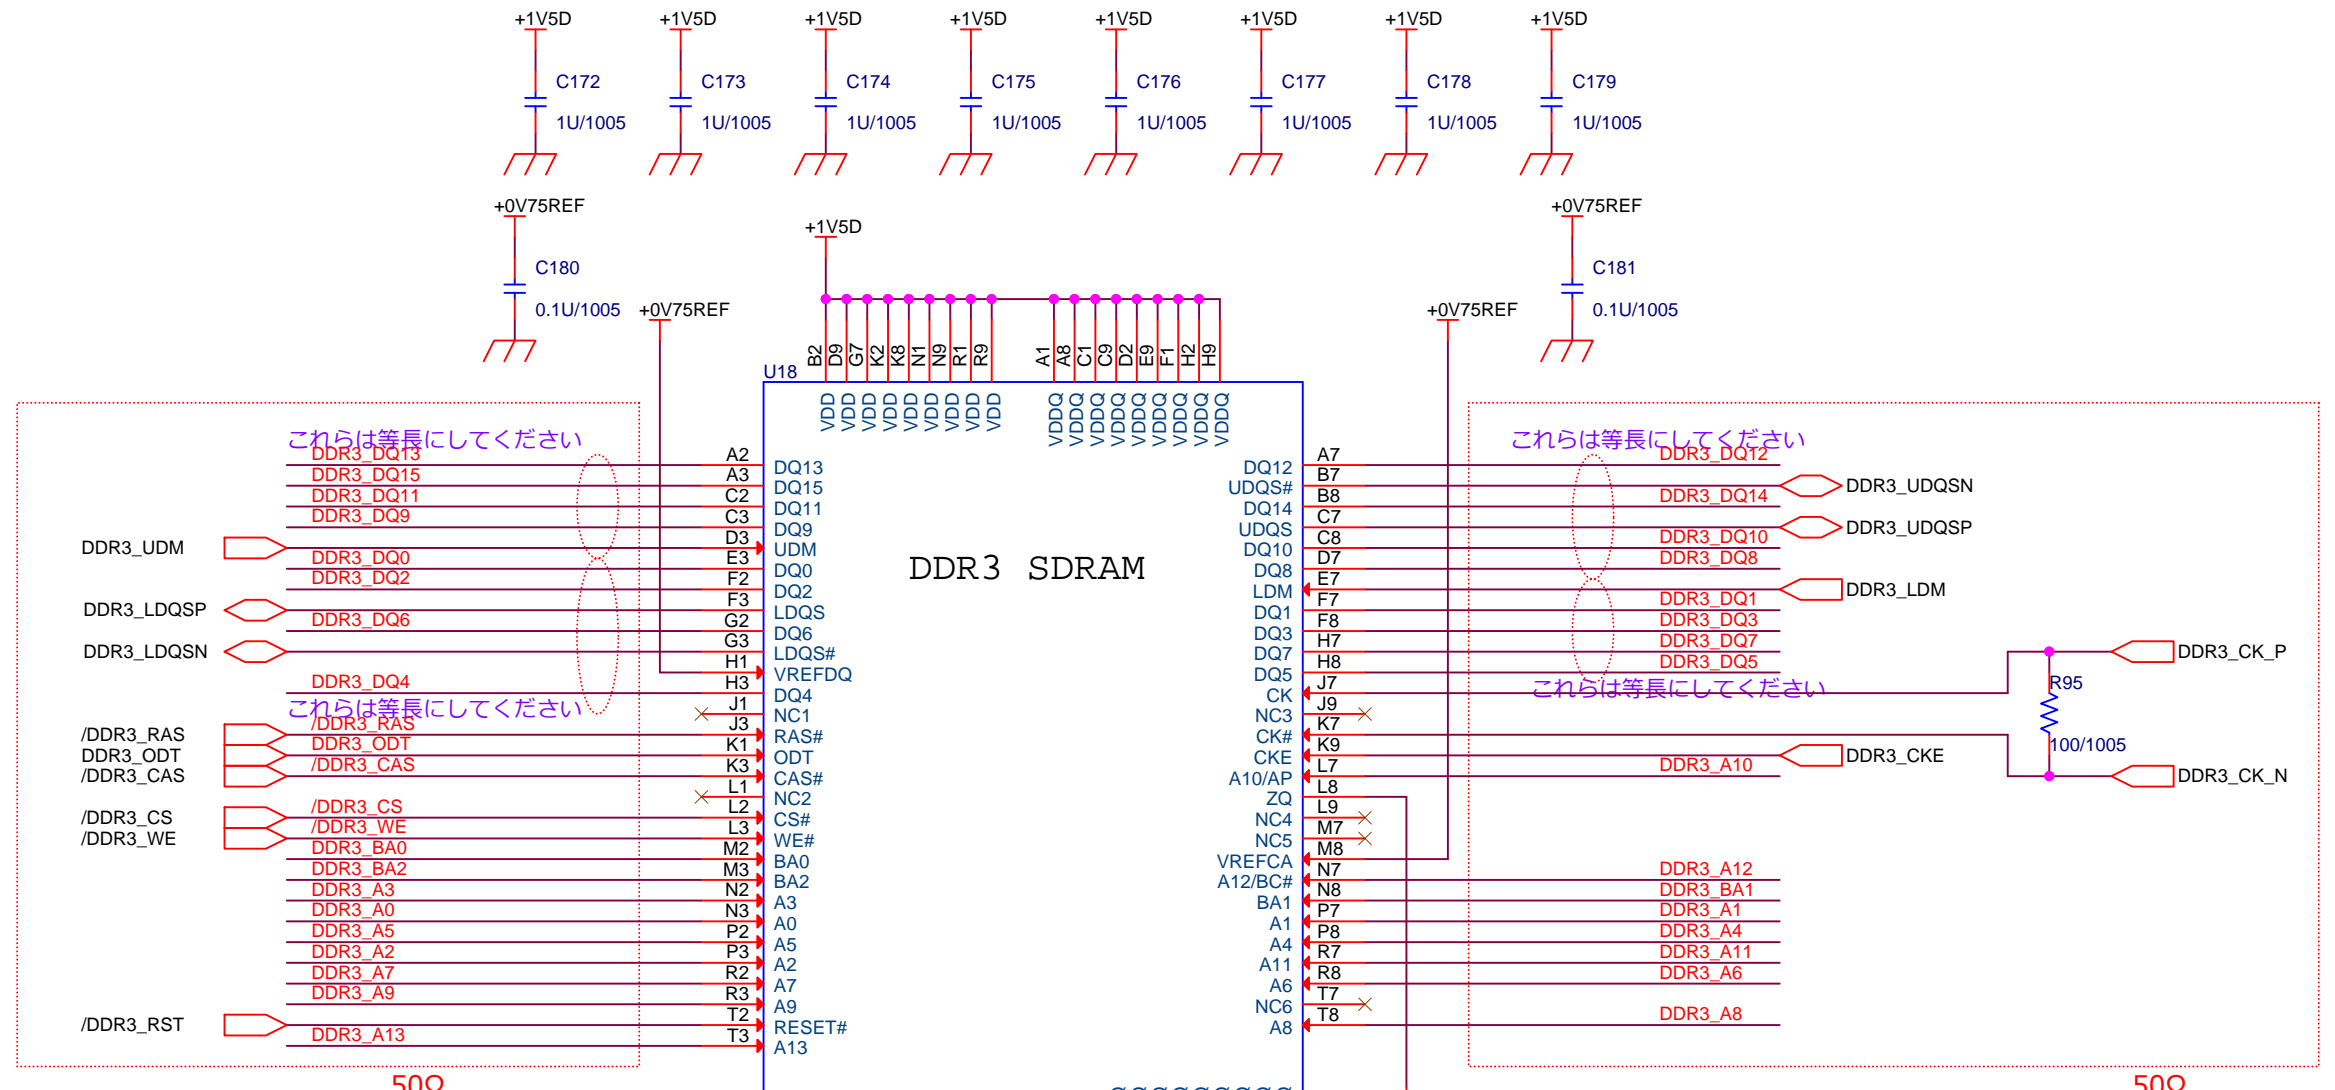 +1V5D +1V5D +1V5D +1V5D +1V5D +1V5D +1V5D +1V5D
C172 C173 C174 C175 C176 C177 C178 C179
1U/1005 1U/1005 1U/1005 1U/1005 1U/1005 1U/1005 1U/1005 1U/1005
+0V75REF +0V75REF
+1V5D
C180 C181
0.1U/1005 +0V75REF +0V75REF 0.1U/1005
B2 D9 G7 K2 K8 N1 N9 R1 R9 A1 A8 C1 C9 D2 E9 F1 H2 H9
U18
VDD VDD VDD VDD VDD VDD VDD VDD VDD VDDQ VDDQ VDDQ VDDQ VDDQ VDDQ VDDQ VDDQ VDDQ
これらは等長にしてください これらは等長にしてください
DDR3_DQ13 A2 DQ13 DQ12 A7 DDR3_DQ12
DDR3_DQ15 A3 DQ15 UDQS# B7 DDR3_UDQSN
DDR3_DQ11 C2 DQ11 DQ14 B8 DDR3_DQ14
DDR3_DQ9 C3 DQ9 UDQS C7 DDR3_UDQSP
DDR3_UDM D3 UDM DQ10 C8 DDR3_DQ10
DDR3 SDRAM
DDR3_DQ0 E3 DQ0 DQ8 D7 DDR3_DQ8
DDR3_DQ2 F2 DQ2 LDM E7 DDR3_LDM
DDR3_LDQSP F3 LDQS DQ1 F7 DDR3_DQ1
DDR3_DQ6 G2 DQ6 DQ3 F8 DDR3_DQ3
DDR3_LDQSN G3 LDQS# DQ7 H7 DDR3_DQ7 DDR3_CK_P
H1 VREFDQ DQ5 H8 DDR3_DQ5
DDR3_DQ4 H3 DQ4 CK J7 これらは等長にしてください R95
これらは等長にしてください J1 NC1 NC3 J9
/DDR3_RAS /DDR3_RAS J3 RAS# CK# K7
DDR3_ODT DDR3_ODT K1 ODT CKE K9 DDR3_CKE 100/1005
/DDR3_CAS /DDR3_CAS K3 CAS# A10/AP L7 DDR3_A10 DDR3_CK_N
L1 NC2 ZQ L8
/DDR3_CS /DDR3_CS L2 CS# NC4 L9
/DDR3_WE /DDR3_WE L3 WE# NC5 M7
DDR3_BA0 M2 BA0 VREFCA M8
DDR3_BA2 M3 BA2 A12/BC# N7 DDR3_A12
DDR3_A3 N2 A3 BA1 N8 DDR3_BA1
DDR3_A0 N3 A0 A1 P7 DDR3_A1
DDR3_A5 P2 A5 A4 P8 DDR3_A4
DDR3_A2 P3 A2 A11 R7 DDR3_A11
DDR3_A7 R2 A7 A6 R8 DDR3_A6
DDR3_A9 R3 A9 NC6 T7
/DDR3_RST T2 RESET# A8 T8 DDR3_A8
DDR3_A13 T3 A13
50Ω 50Ω